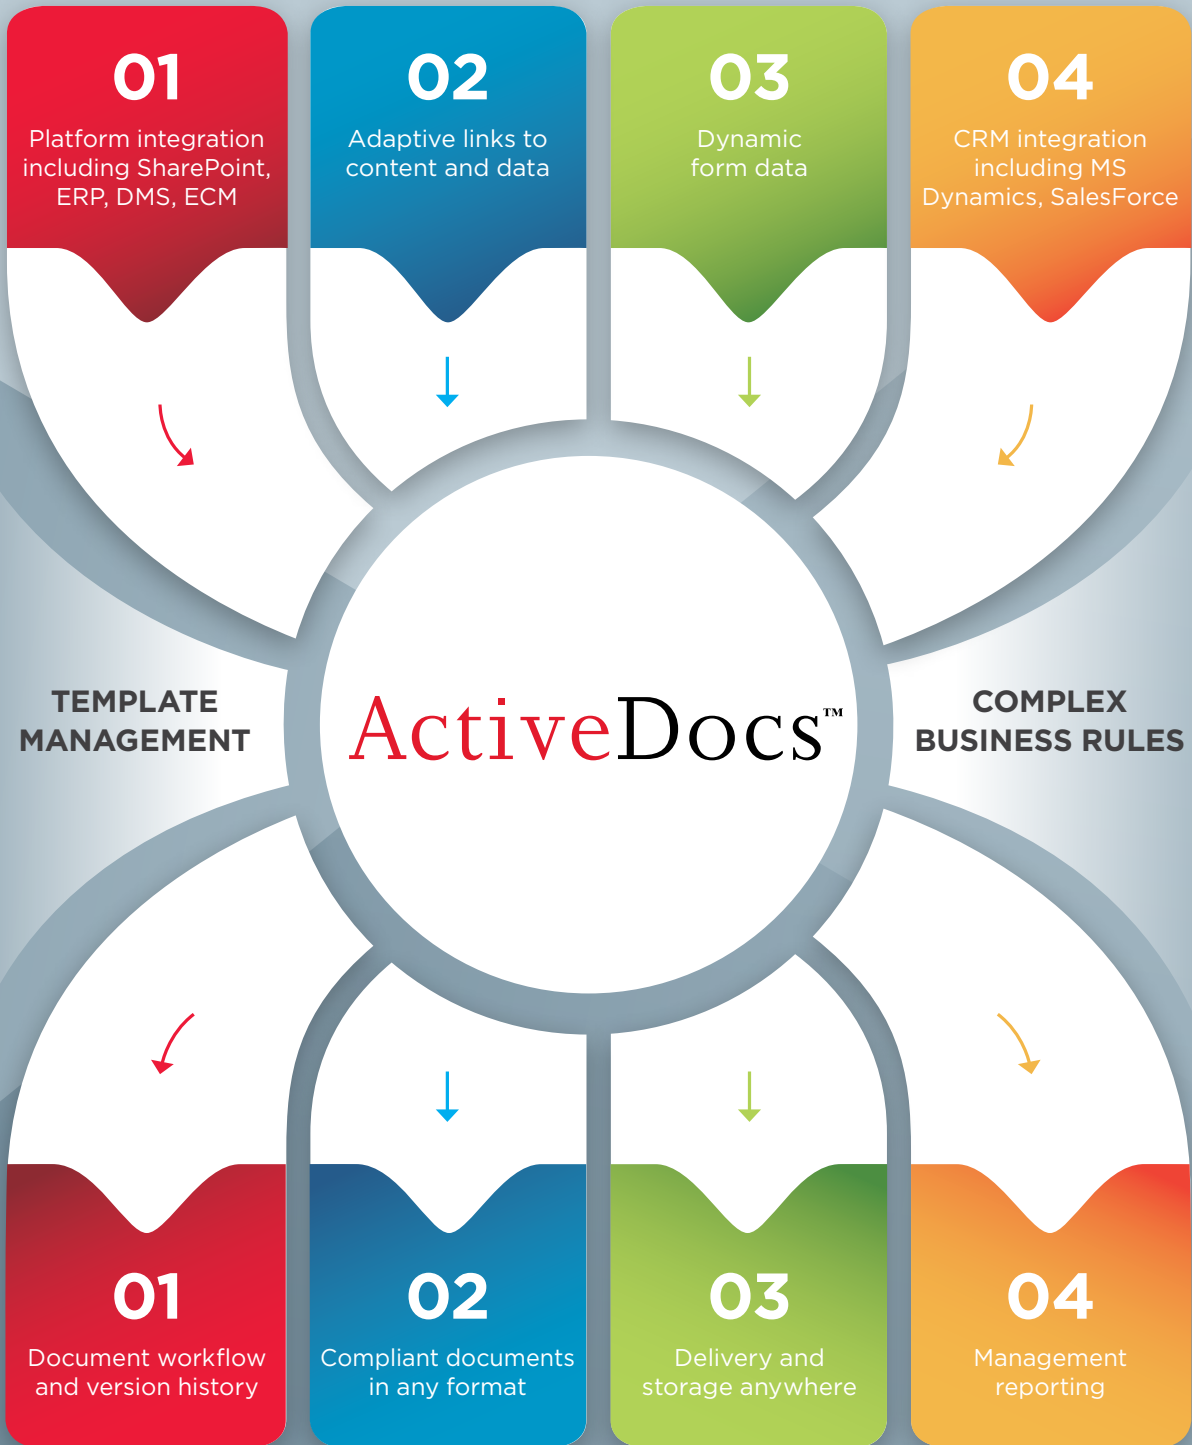 01
Platform integration
including SharePoint,
ERP, DMS, ECM
02
Adaptive links to
content and data
03
Dynamic
form data
04
CRM integration
including MS
Dynamics, SalesForce
TEMPLATE
MANAGEMENT
ActiveDocs™
COMPLEX
BUSINESS RULES
01
Document workflow
and version history
02
Compliant documents
in any format
03
Delivery and
storage anywhere
04
Management
reporting